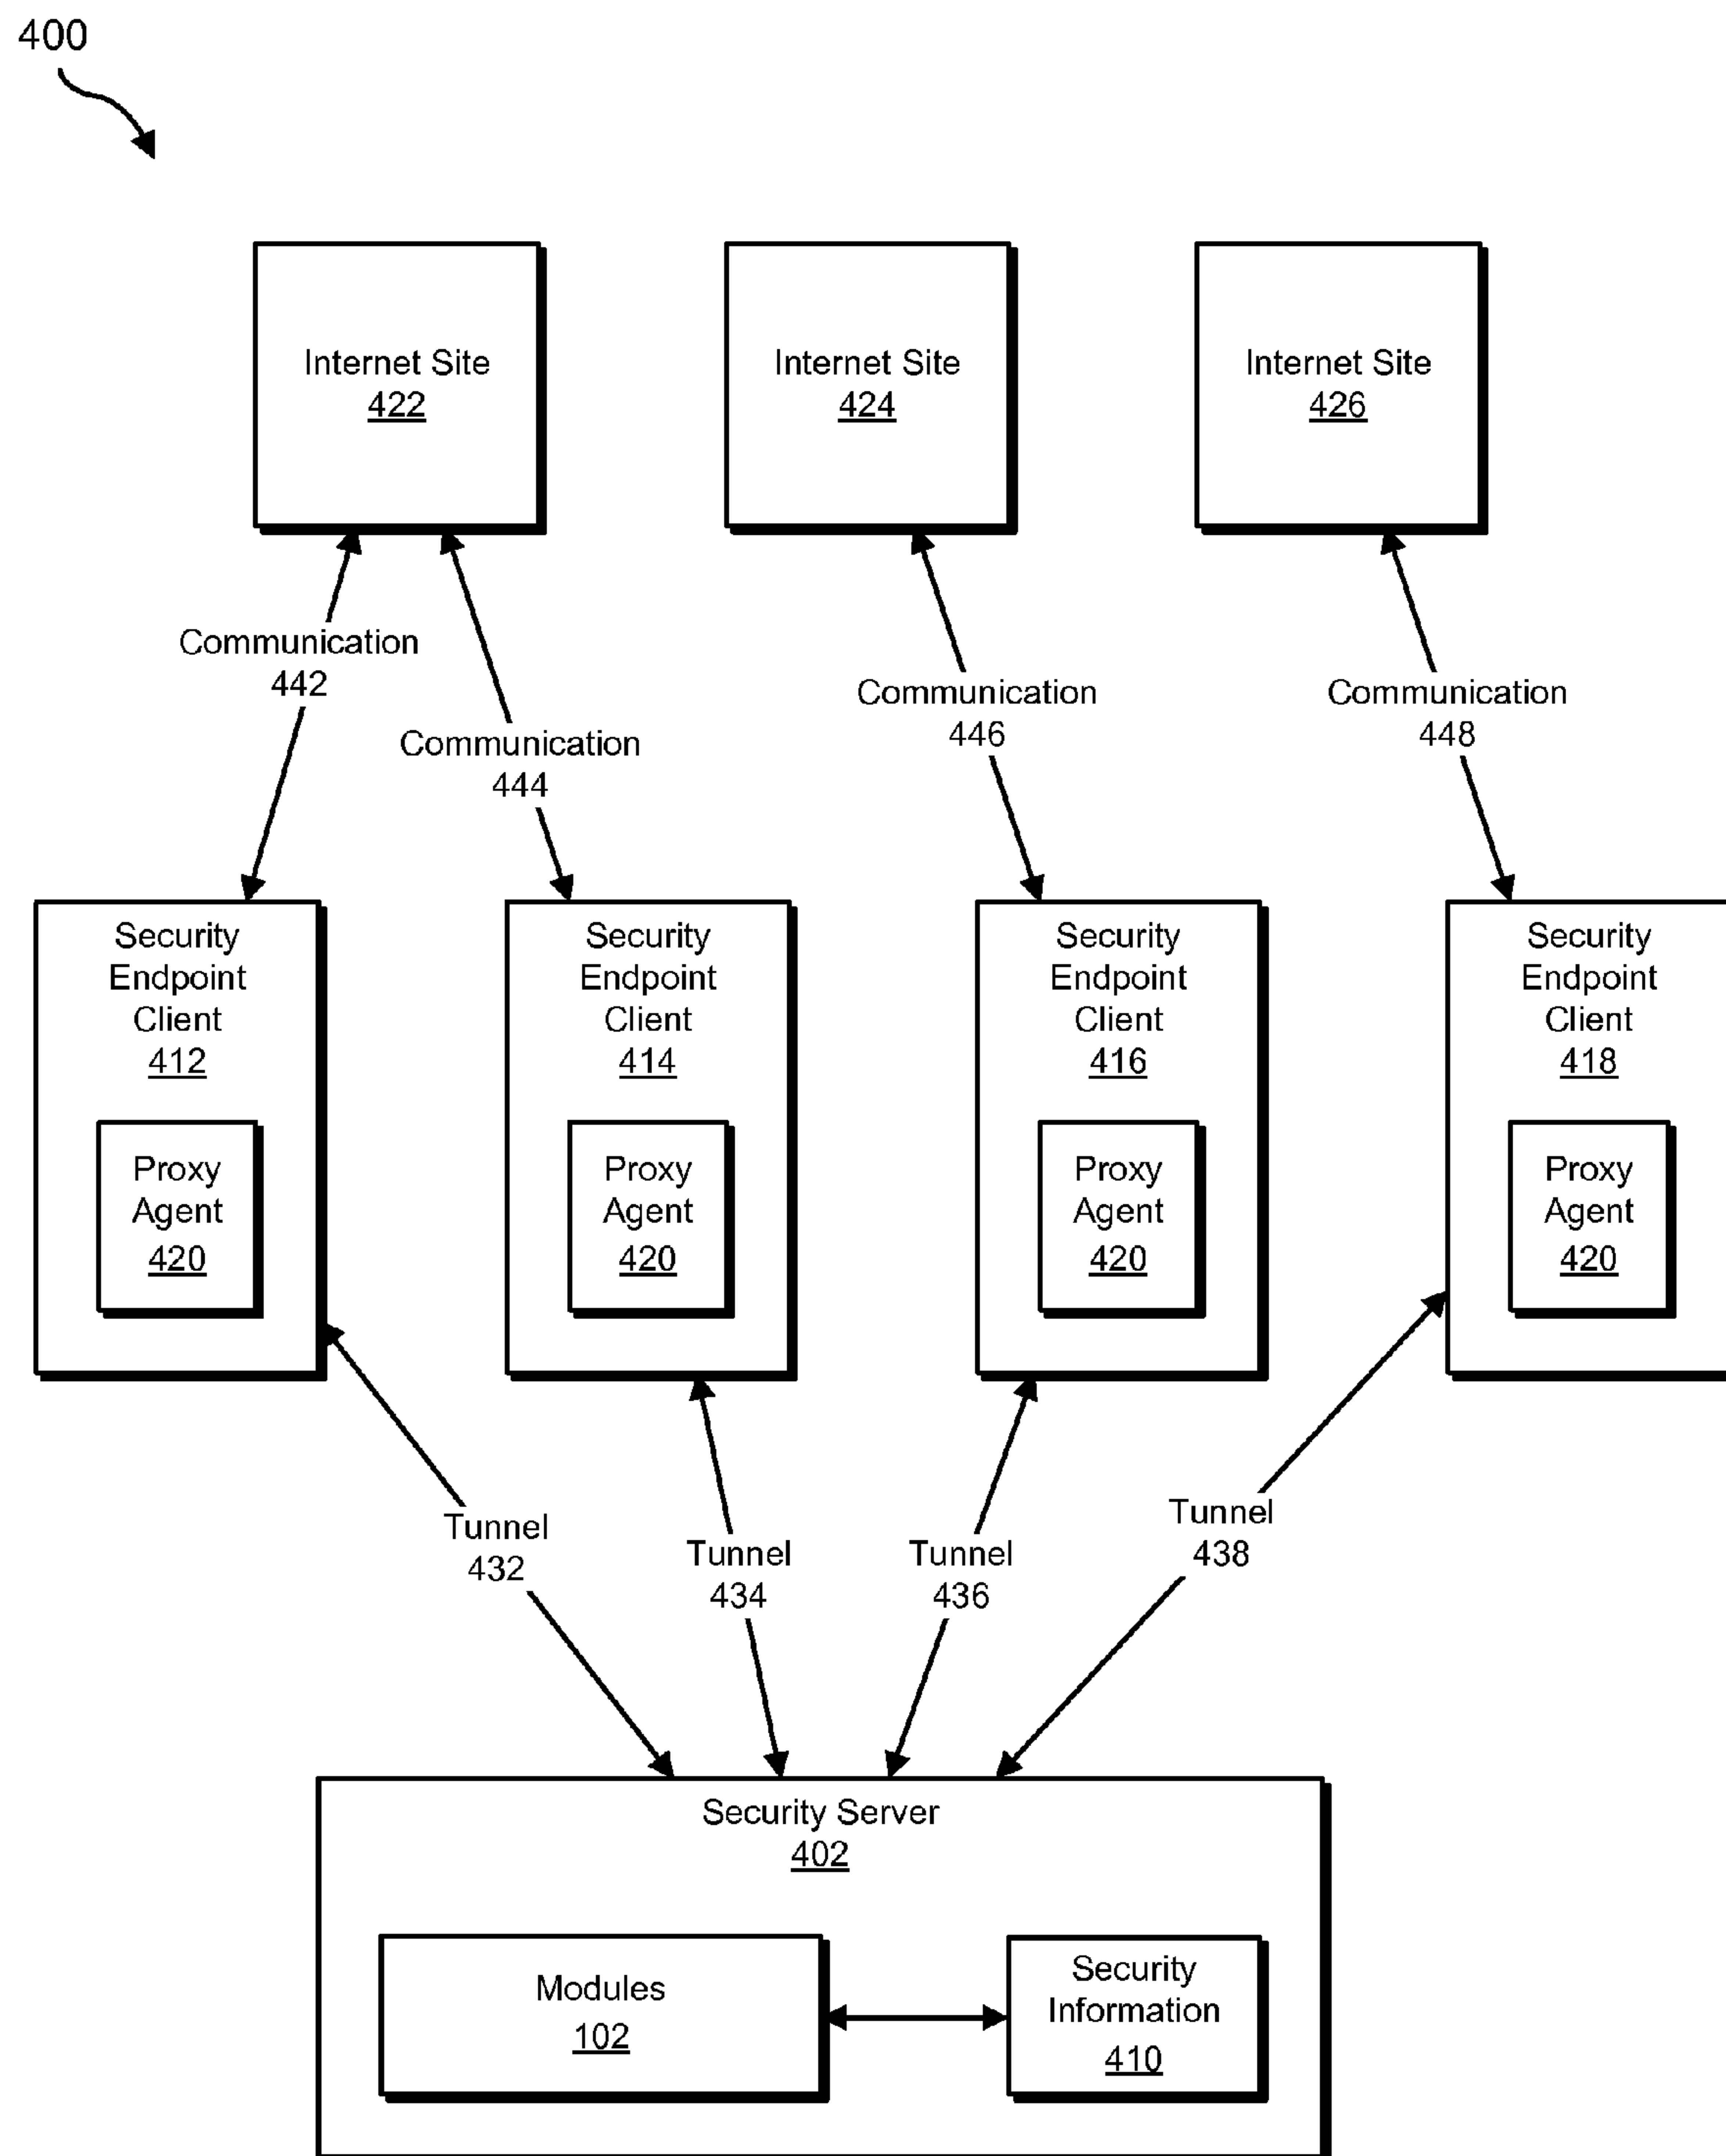 400
Internet Site
422
Internet Site
424
Internet Site
426
Communication
442
Communication
444
Communication
446
Communication
448
Security
Endpoint
Client
412
Proxy
Agent
420
Security
Endpoint
Client
414
Proxy
Agent
420
Security
Endpoint
Client
416
Proxy
Agent
420
Security
Endpoint
Client
418
Proxy
Agent
420
Tunnel
432
Tunnel
434
Tunnel
436
Tunnel
438
Security Server
402
Modules
102
Security
Information
410